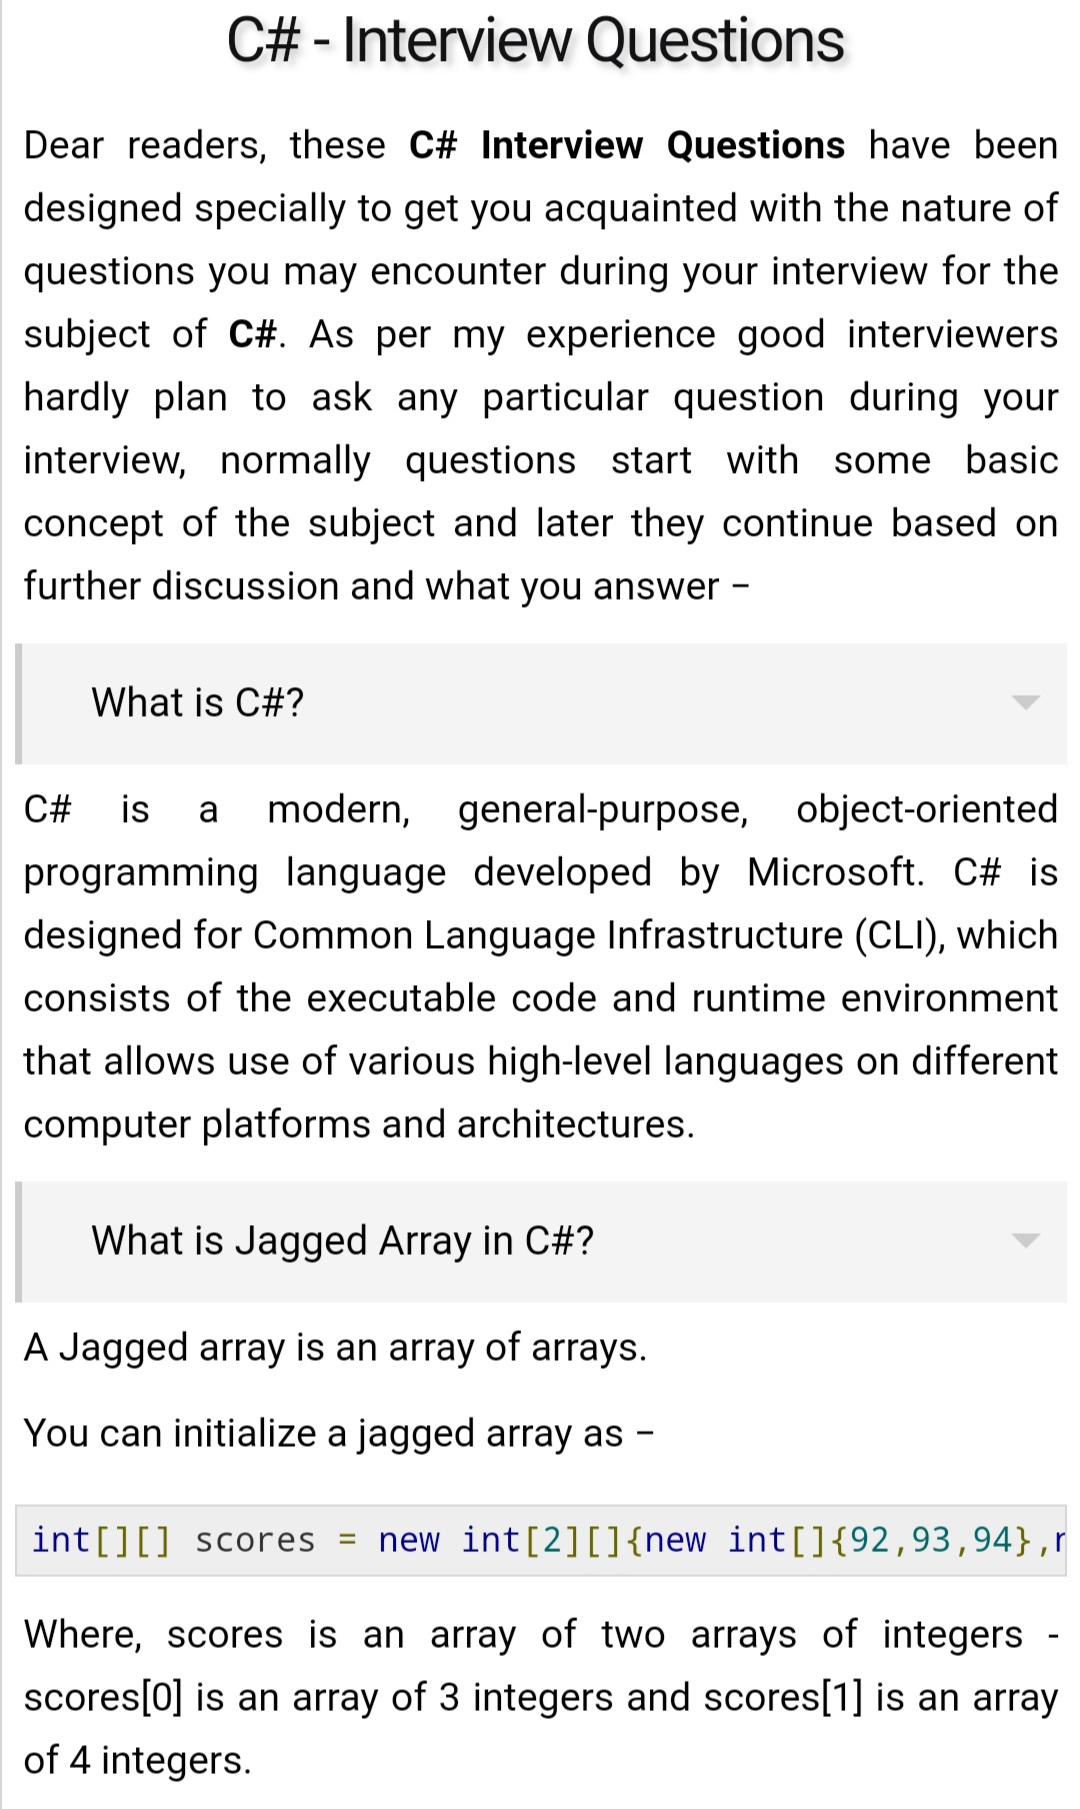 C# - Interview Questions
Dear readers, these C# Interview Questions have been
designed specially to get you acquainted with the nature of
questions you may encounter during your interview for the
subject of C#. As per my experience good interviewers
hardly plan to ask any particular question during your
interview, normally questions start with some basic
concept of the subject and later they continue based on
further discussion and what you answer −
What is C#?
C# is a modern, general-purpose, object-oriented
programming language developed by Microsoft. C# is
designed for Common Language Infrastructure (CLI), which
consists of the executable code and runtime environment
that allows use of various high-level languages on different
computer platforms and architectures.
What is Jagged Array in C#?
A Jagged array is an array of arrays.
You can initialize a jagged array as −
int[][] scores = new int[2][]{new int[]{92,93,94},
Where, scores is an array of two arrays of integers -
scores[0] is an array of 3 integers and scores[1] is an array
of 4 integers.